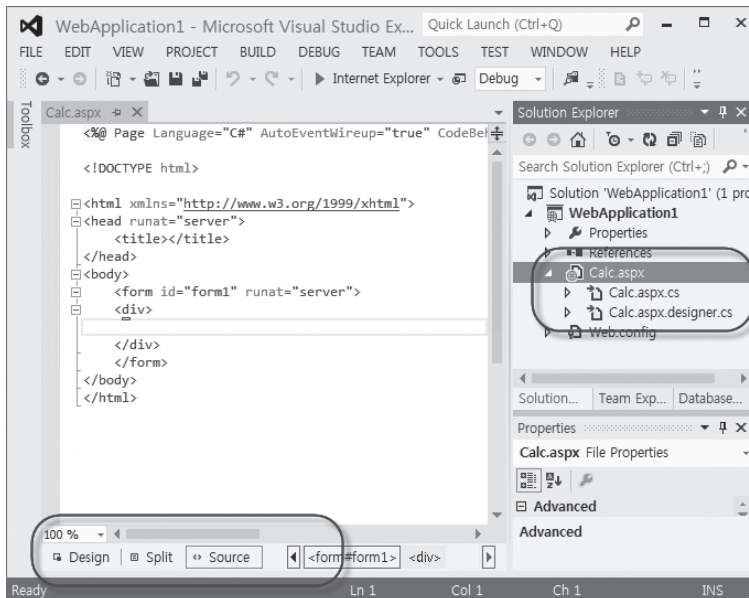 WebApplication1 - Microsoft Visual Studio Ex...
Quick Launch (Ctrl+Q)
FILE EDIT VIEW PROJECT BUILD DEBUG TEAM TOOLS TEST WINDOW HELP
Internet Explorer
Debug
Toolbox
Calc.aspx
<%@ Page Language="C#" AutoEventWireup="true" CodeBeh
<!DOCTYPE html>
<html xmlns="http://www.w3.org/1999/xhtml">
<head runat="server">
<title></title>
</head>
<body>
<form id="form1" runat="server">
<div>
</div>
</form>
</body>
</html>
100 %
Design
Split
Source
<form#form1>
<div>
Solution Explorer
Search Solution Explorer (Ctrl+;)
Solution 'WebApplication1' (1 pro
WebApplication1
Properties
References
Calc.aspx
Calc.aspx.cs
Calc.aspx.designer.cs
Web.config
Solution... Team Exp... Database...
Properties
Calc.aspx File Properties
Advanced
Advanced
Ready Ln 1 Col 1 Ch 1 INS